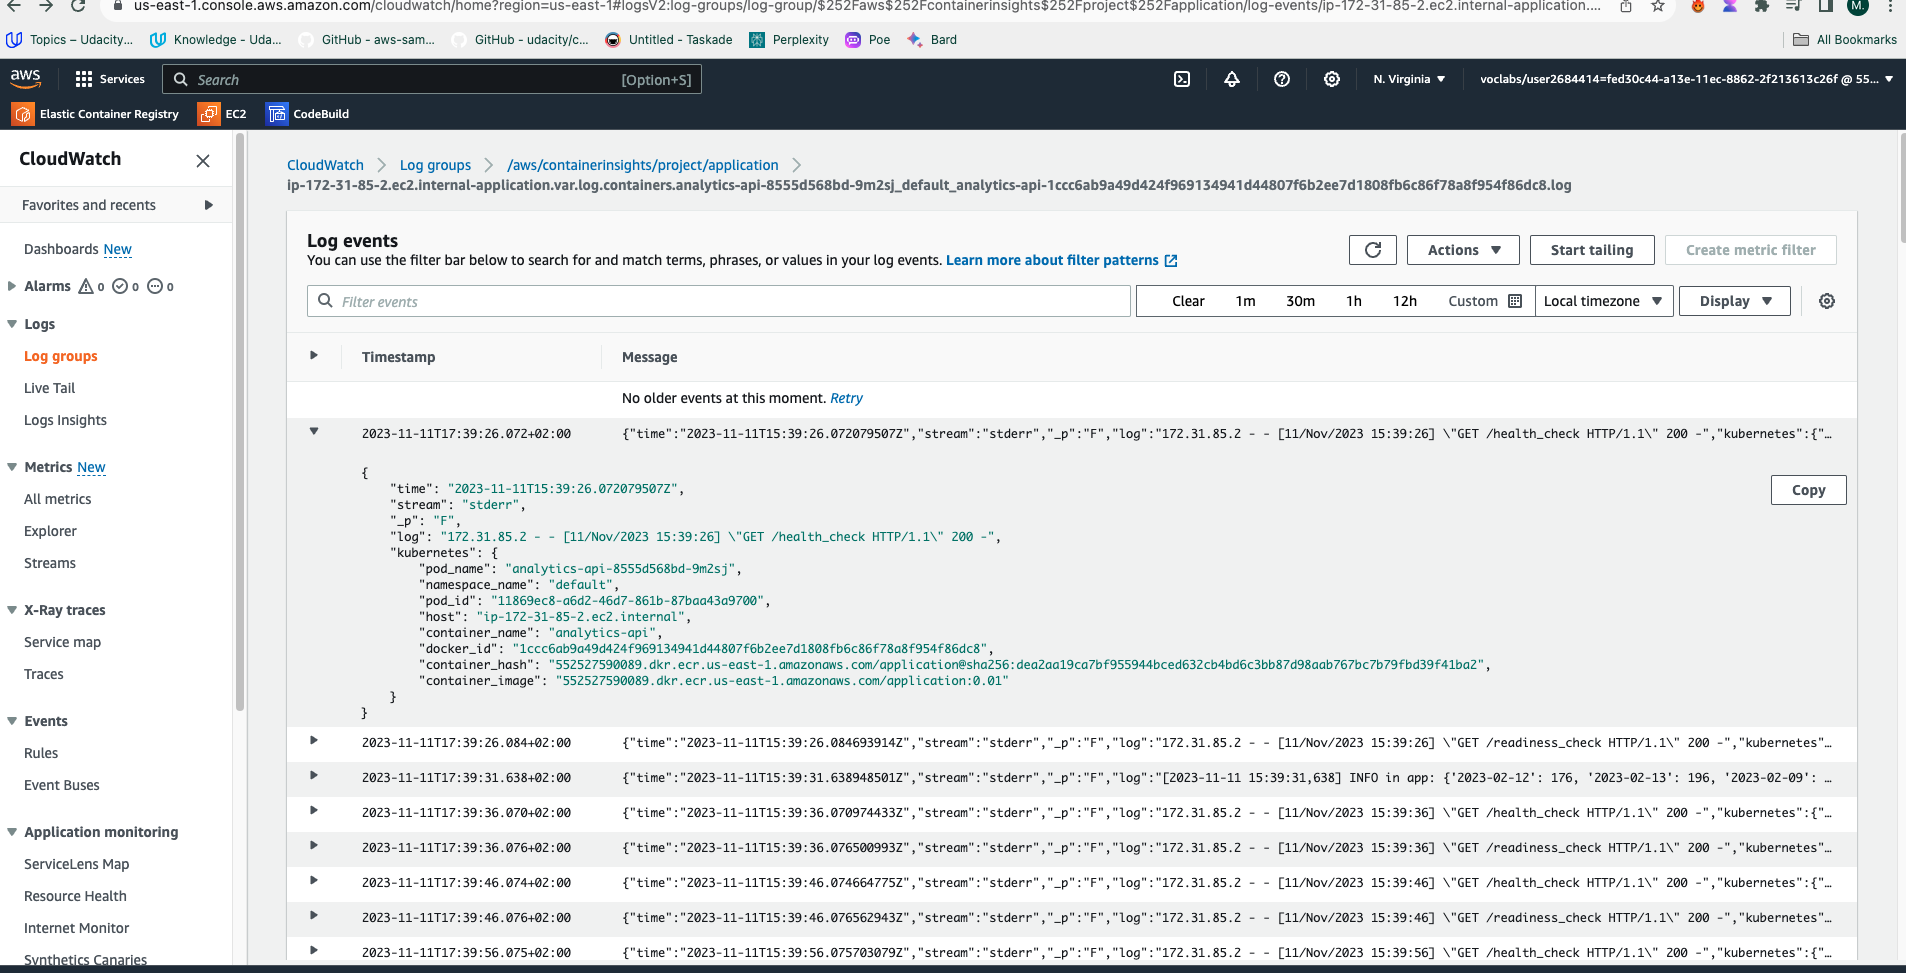 us-east-1.console.aws.amazon.com/cloudwatch/home?region=us-east-1#logsV2:log-groups/log-group/$252Faws$252Fcontainerinsights$252Fproject$252Fapplication/log-events/ip-172-31-85-2.ec2.internal-application....
M.
Topics – Udacity... Knowledge - Uda... GitHub - aws-sam... GitHub - udacity/c... Untitled - Taskade Perplexity Poe Bard All Bookmarks
aws Services Search [Option+S] N. Virginia voclabs/user2684414=fed30c44-a13e-11ec-8862-2f213613c26f @ 55...
Elastic Container Registry EC2 CodeBuild
CloudWatch
Favorites and recents
Dashboards New
Alarms 0 0 0
Logs
Log groups
Live Tail
Logs Insights
Metrics New
All metrics
Explorer
Streams
X-Ray traces
Service map
Traces
Events
Rules
Event Buses
Application monitoring
ServiceLens Map
Resource Health
Internet Monitor
Synthetics Canaries
CloudWatch Log groups /aws/containerinsights/project/application
ip-172-31-85-2.ec2.internal-application.var.log.containers.analytics-api-8555d568bd-9m2sj_default_analytics-api-1ccc6ab9a49d424f969134941d44807f6b2ee7d1808fb6c86f78a8f954f86dc8.log
Log events
You can use the filter bar below to search for and match terms, phrases, or values in your log events. Learn more about filter patterns
Actions Start tailing Create metric filter
Filter events Clear 1m 30m 1h 12h Custom Local timezone Display
Timestamp Message
No older events at this moment. Retry
2023-11-11T17:39:26.072+02:00 {"time":"2023-11-11T15:39:26.072079507Z","stream":"stderr","_p":"F","log":"172.31.85.2 - - [11/Nov/2023 15:39:26] \"GET /health_check HTTP/1.1\" 200 -","kubernetes":{"…
{
"time": "2023-11-11T15:39:26.072079507Z",
"stream": "stderr",
"_p": "F",
"log": "172.31.85.2 - - [11/Nov/2023 15:39:26] \"GET /health_check HTTP/1.1\" 200 -",
"kubernetes": {
"pod_name": "analytics-api-8555d568bd-9m2sj",
"namespace_name": "default",
"pod_id": "11869ec8-a6d2-46d7-861b-87baa43a9700",
"host": "ip-172-31-85-2.ec2.internal",
"container_name": "analytics-api",
"docker_id": "1ccc6ab9a49d424f969134941d44807f6b2ee7d1808fb6c86f78a8f954f86dc8",
"container_hash": "552527590089.dkr.ecr.us-east-1.amazonaws.com/application@sha256:dea2aa19ca7bf955944bced632cb4bd6c3bb87d98aab767bc7b79fbd39f41ba2",
"container_image": "552527590089.dkr.ecr.us-east-1.amazonaws.com/application:0.01"
}
}
Copy
2023-11-11T17:39:26.084+02:00 {"time":"2023-11-11T15:39:26.084693914Z","stream":"stderr","_p":"F","log":"172.31.85.2 - - [11/Nov/2023 15:39:26] \"GET /readiness_check HTTP/1.1\" 200 -","kubernetes"…
2023-11-11T17:39:31.638+02:00 {"time":"2023-11-11T15:39:31.638948501Z","stream":"stderr","_p":"F","log":"[2023-11-11 15:39:31,638] INFO in app: {'2023-02-12': 176, '2023-02-13': 196, '2023-02-09': …
2023-11-11T17:39:36.070+02:00 {"time":"2023-11-11T15:39:36.070974433Z","stream":"stderr","_p":"F","log":"172.31.85.2 - - [11/Nov/2023 15:39:36] \"GET /health_check HTTP/1.1\" 200 -","kubernetes":{"…
2023-11-11T17:39:36.076+02:00 {"time":"2023-11-11T15:39:36.076500993Z","stream":"stderr","_p":"F","log":"172.31.85.2 - - [11/Nov/2023 15:39:36] \"GET /readiness_check HTTP/1.1\" 200 -","kubernetes"…
2023-11-11T17:39:46.074+02:00 {"time":"2023-11-11T15:39:46.074664775Z","stream":"stderr","_p":"F","log":"172.31.85.2 - - [11/Nov/2023 15:39:46] \"GET /health_check HTTP/1.1\" 200 -","kubernetes":{"…
2023-11-11T17:39:46.076+02:00 {"time":"2023-11-11T15:39:46.076562943Z","stream":"stderr","_p":"F","log":"172.31.85.2 - - [11/Nov/2023 15:39:46] \"GET /readiness_check HTTP/1.1\" 200 -","kubernetes"…
2023-11-11T17:39:56.075+02:00 {"time":"2023-11-11T15:39:56.075703079Z","stream":"stderr","_p":"F","log":"172.31.85.2 - - [11/Nov/2023 15:39:56] \"GET /health_check HTTP/1.1\" 200 -","kubernetes":{"…